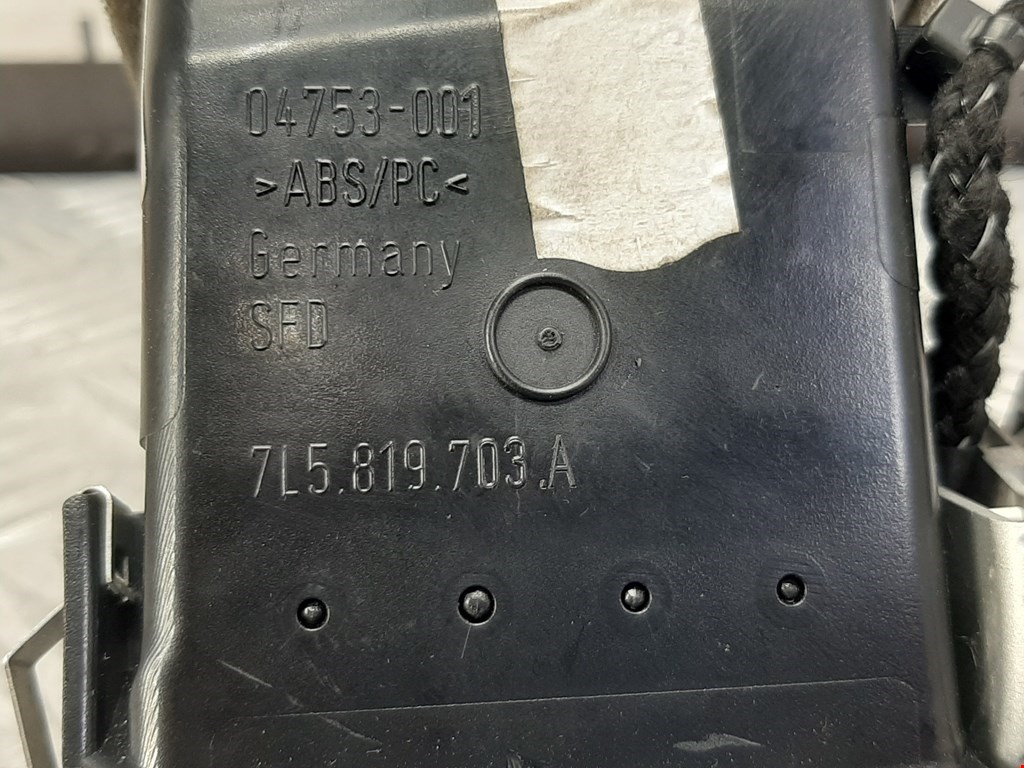 04753-001
>ABS/PC<
Germany
SFD
7L5.819.703.A